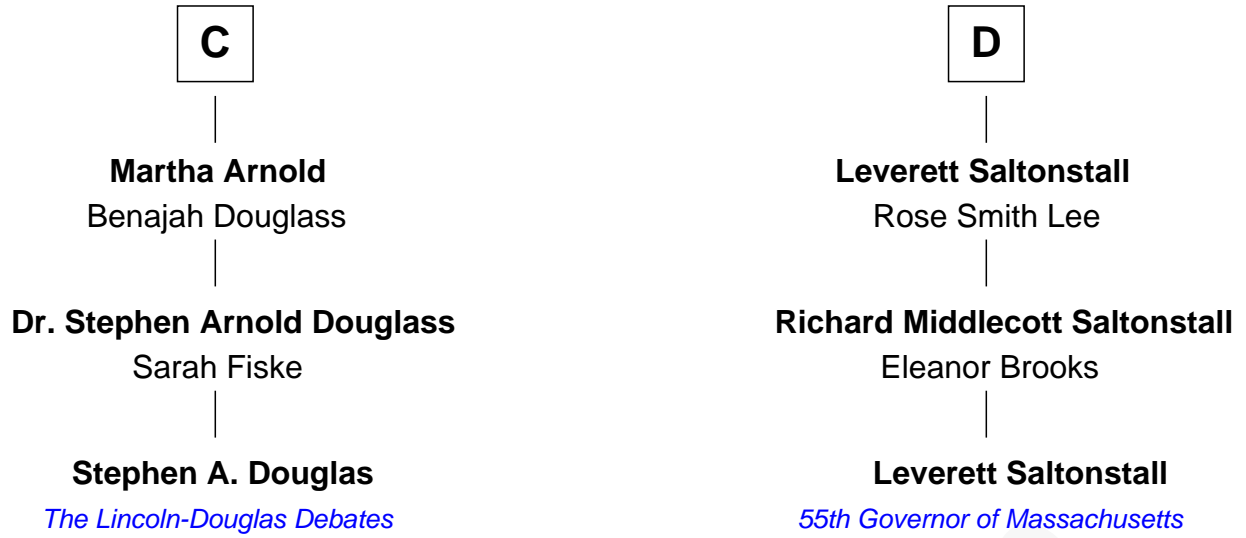 C
Martha Arnold
Benajah Douglass
Dr. Stephen Arnold Douglass
Sarah Fiske
Stephen A. Douglas
The Lincoln-Douglas Debates
D
Leverett Saltonstall
Rose Smith Lee
Richard Middlecott Saltonstall
Eleanor Brooks
Leverett Saltonstall
55th Governor of Massachusetts